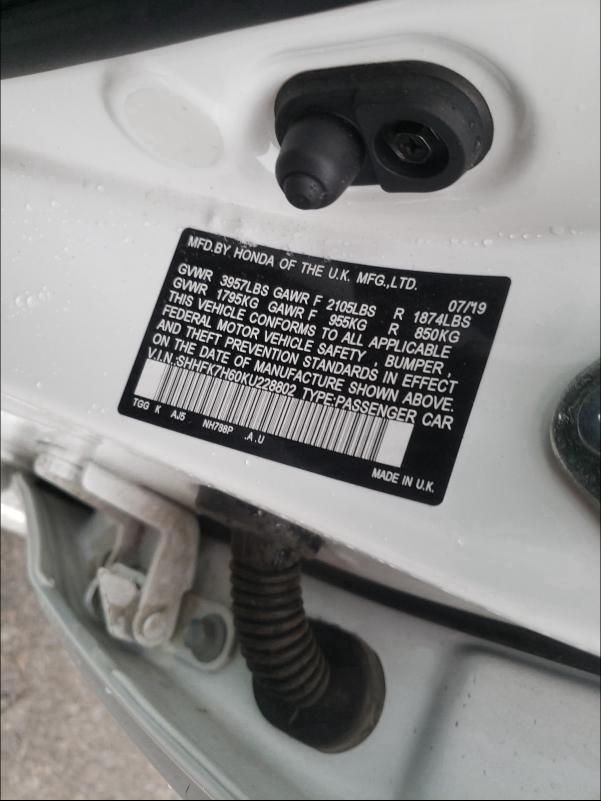 MFD.BY HONDA OF THE U.K. MFG.,LTD.
07/19
GVWR 3957LBS GAWR F 2105LBS R 1874LBS
GVWR 1795KG GAWR F 955KG R 850KG
THIS VEHICLE CONFORMS TO ALL APPLICABLE
FEDERAL MOTOR VEHICLE SAFETY , BUMPER ,
AND THEFT PREVENTION STANDARDS IN EFFECT
ON THE DATE OF MANUFACTURE SHOWN ABOVE.
V.I.N.:SHHFK7H60KU228602 TYPE:PASSENGER CAR
TGG K AJ5 NH798P .A.U
MADE IN U.K.